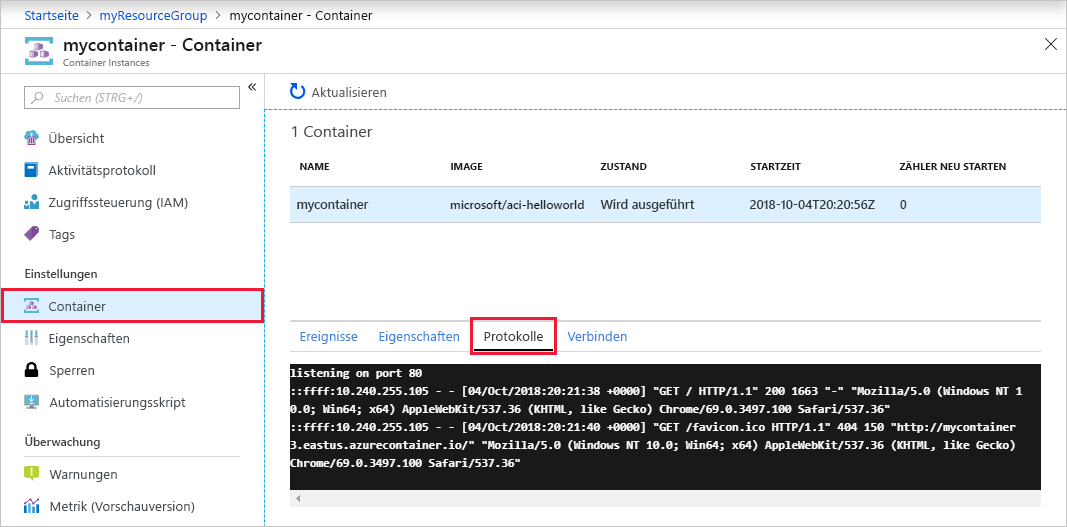 Startseite > myResourceGroup > mycontainer - Container
mycontainer - Container
Container Instances
Suchen (STRG+/)
Übersicht
Aktivitätsprotokoll
Zugriffssteuerung (IAM)
Tags
Einstellungen
Container
Eigenschaften
Sperren
Automatisierungsskript
Überwachung
Warnungen
Metrik (Vorschauversion)
Aktualisieren
1 Container
NAME IMAGE ZUSTAND STARTZEIT ZÄHLER NEU STARTEN
mycontainer microsoft/aci-helloworld Wird ausgeführt 2018-10-04T20:20:56Z 0
Ereignisse Eigenschaften Protokolle Verbinden
listening on port 80
::ffff:10.240.255.105 - - [04/Oct/2018:20:21:38 +0000] "GET / HTTP/1.1" 200 1663 "-" "Mozilla/5.0 (Windows NT 1
0.0; Win64; x64) AppleWebKit/537.36 (KHTML, like Gecko) Chrome/69.0.3497.100 Safari/537.36"
::ffff:10.240.255.105 - - [04/Oct/2018:20:21:40 +0000] "GET /favicon.ico HTTP/1.1" 404 150 "http://mycontainer
3.eastus.azurecontainer.io/" "Mozilla/5.0 (Windows NT 10.0; Win64; x64) AppleWebKit/537.36 (KHTML, like Gecko)
Chrome/69.0.3497.100 Safari/537.36"